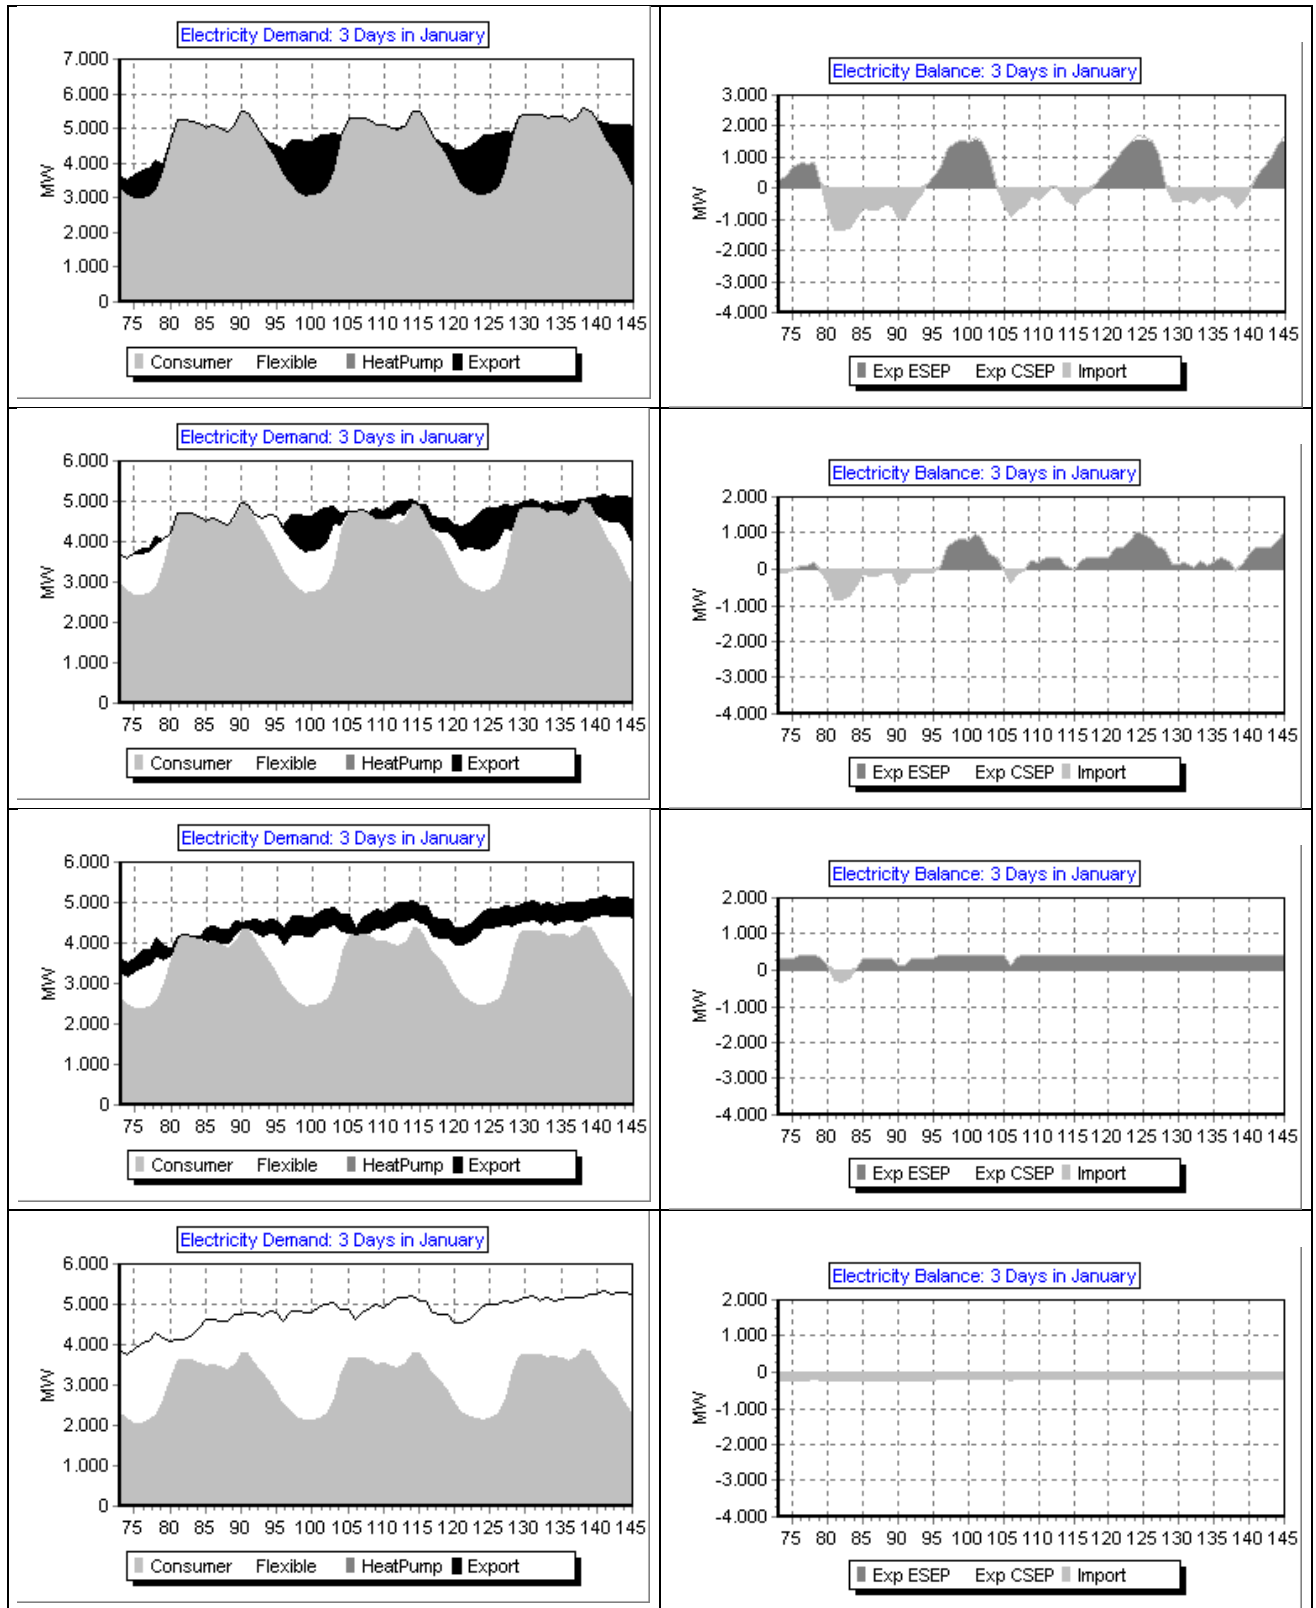 Electricity Demand: 3 Days in January
7.000
6.000
5.000
4.000
3.000
2.000
1.000
0
MW
75 80 85 90 95 100 105 110 115 120 125 130 135 140 145
Consumer Flexible HeatPump Export
Electricity Balance: 3 Days in January
3.000
2.000
1.000
0
-1.000
-2.000
-3.000
-4.000
MW
75 80 85 90 95 100 105 110 115 120 125 130 135 140 145
Exp ESEP Exp CSEP Import
Electricity Demand: 3 Days in January
6.000
5.000
4.000
3.000
2.000
1.000
0
MW
75 80 85 90 95 100 105 110 115 120 125 130 135 140 145
Consumer Flexible HeatPump Export
Electricity Balance: 3 Days in January
2.000
1.000
0
-1.000
-2.000
-3.000
-4.000
MW
75 80 85 90 95 100 105 110 115 120 125 130 135 140 145
Exp ESEP Exp CSEP Import
Electricity Demand: 3 Days in January
6.000
5.000
4.000
3.000
2.000
1.000
0
MW
75 80 85 90 95 100 105 110 115 120 125 130 135 140 145
Consumer Flexible HeatPump Export
Electricity Balance: 3 Days in January
2.000
1.000
0
-1.000
-2.000
-3.000
-4.000
MW
75 80 85 90 95 100 105 110 115 120 125 130 135 140 145
Exp ESEP Exp CSEP Import
Electricity Demand: 3 Days in January
6.000
5.000
4.000
3.000
2.000
1.000
0
MW
75 80 85 90 95 100 105 110 115 120 125 130 135 140 145
Consumer Flexible HeatPump Export
Electricity Balance: 3 Days in January
2.000
1.000
0
-1.000
-2.000
-3.000
-4.000
MW
75 80 85 90 95 100 105 110 115 120 125 130 135 140 145
Exp ESEP Exp CSEP Import